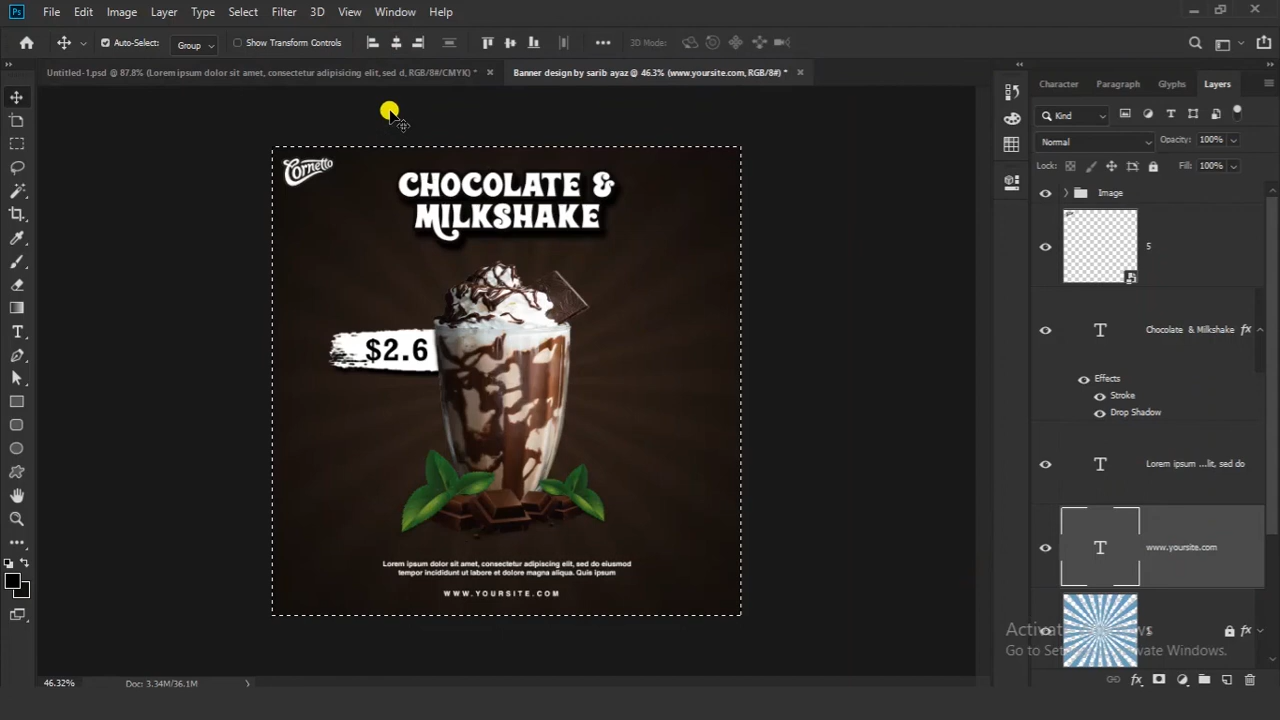 Ps File Edit Image Layer Type Select Filter 3D View Window Help
Auto-Select: Group Show Transform Controls 3D Mode:
Untitled-1.psd @ 87.8% (Lorem ipsum dolor sit amet, consectetur adipisicing elit, sed d, RGB/8#/CMYK) * × Banner design by sarib ayaz @ 46.3% (www.yoursite.com, RGB/8#) * ×
Character Paragraph Glyphs Layers
Kind
Normal Opacity: 100%
Lock: Fill: 100%
Image
5
Chocolate & Milkshake fx
Effects
Stroke
Drop Shadow
Lorem ipsum ...lit, sed do
www.yoursite.com
fx
Cornetto
CHOCOLATE &
MILKSHAKE
$2.6
Lorem ipsum dolor sit amet, consectetur adipiscing elit, sed do eiusmod
tempor incididunt ut labore et dolore magna aliqua. Quis ipsum
WWW.YOURSITE.COM
Go to Settings to activate Windows.
46.32% Doc: 3.34M/36.1M
fx